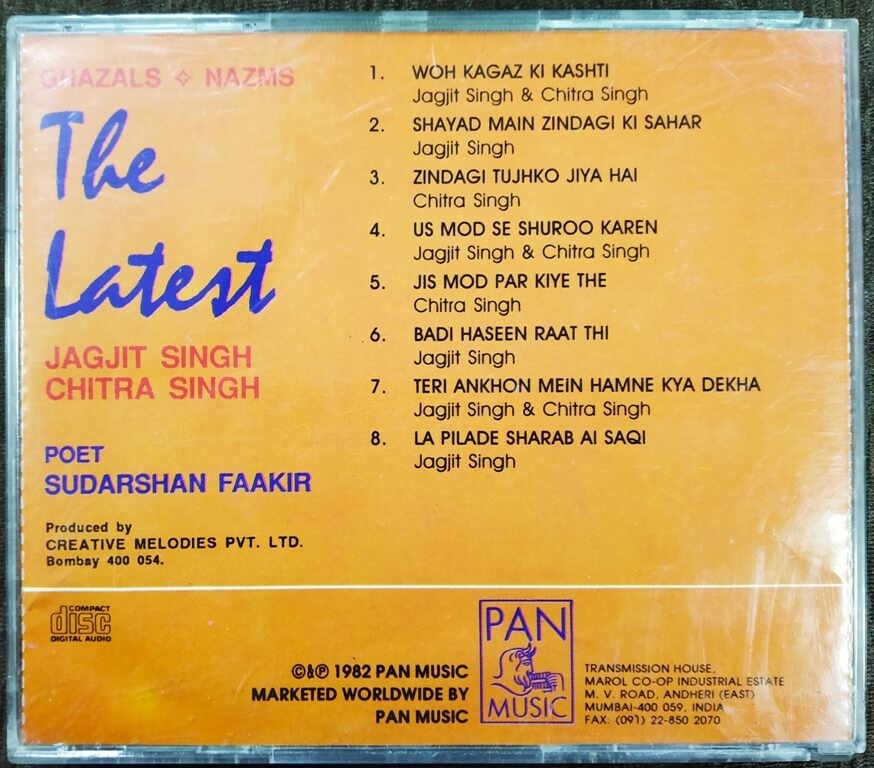 GHAZALS ✧ NAZMS
The
Latest
JAGJIT SINGH
CHITRA SINGH
POET
SUDARSHAN FAAKIR
Produced by
CREATIVE MELODIES PVT. LTD.
Bombay 400 054.
1. WOH KAGAZ KI KASHTI
Jagjit Singh & Chitra Singh
2. SHAYAD MAIN ZINDAGI KI SAHAR
Jagjit Singh
3. ZINDAGI TUJHKO JIYA HAI
Chitra Singh
4. US MOD SE SHUROO KAREN
Jagjit Singh & Chitra Singh
5. JIS MOD PAR KIYE THE
Chitra Singh
6. BADI HASEEN RAAT THI
Jagjit Singh
7. TERI ANKHON MEIN HAMNE KYA DEKHA
Jagjit Singh & Chitra Singh
8. LA PILADE SHARAB AI SAQI
Jagjit Singh
COMPACT
disc
DIGITAL AUDIO
©&℗ 1982 PAN MUSIC
MARKETED WORLDWIDE BY
PAN MUSIC
PAN
MUSIC
TRANSMISSION HOUSE,
MAROL CO-OP INDUSTRIAL ESTATE
M. V. ROAD, ANDHERI (EAST)
MUMBAI-400 059. INDIA
FAX: (091) 22-850 2070